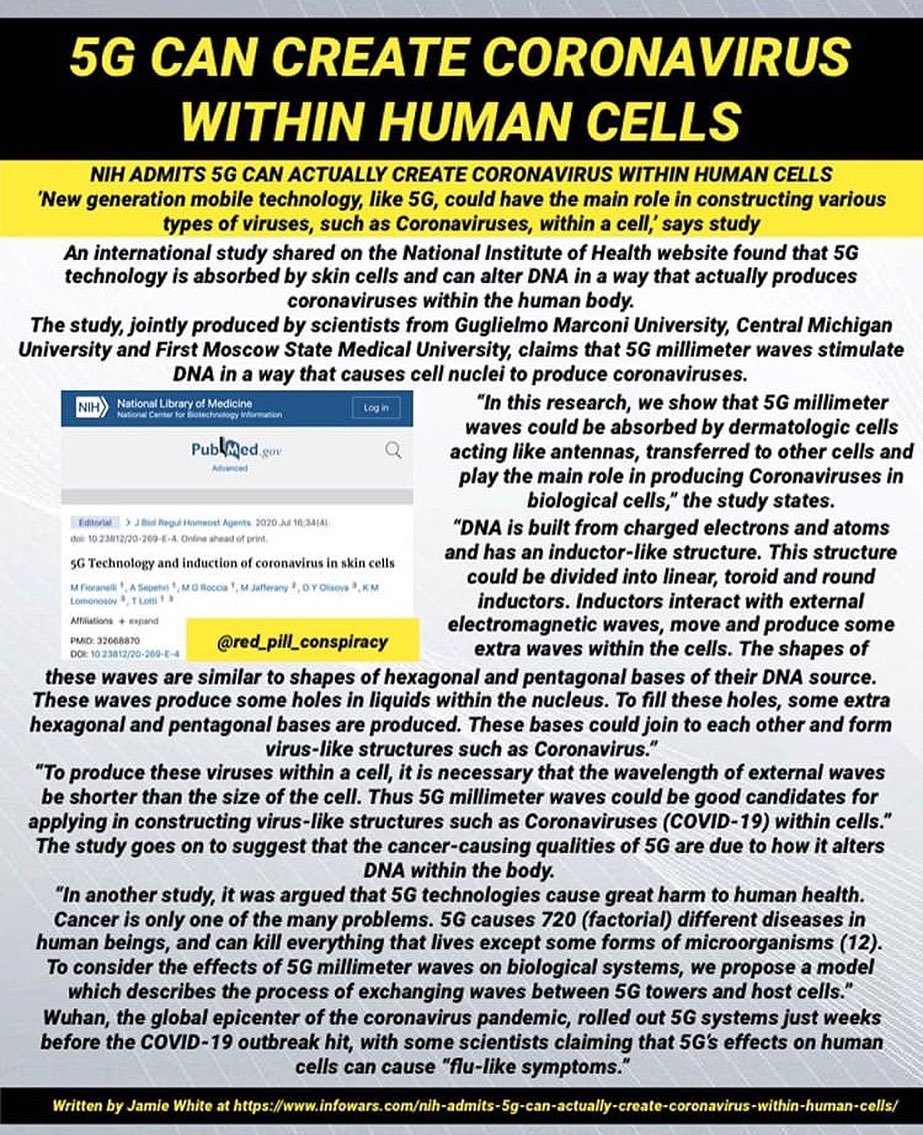 5G CAN CREATE CORONAVIRUS
WITHIN HUMAN CELLS
NIH ADMITS 5G CAN ACTUALLY CREATE CORONAVIRUS WITHIN HUMAN CELLS
'New generation mobile technology, like 5G, could have the main role in constructing various
types of viruses, such as Coronaviruses, within a cell,' says study
An international study shared on the National Institute of Health website found that 5G
technology is absorbed by skin cells and can alter DNA in a way that actually produces
coronaviruses within the human body.
The study, jointly produced by scientists from Guglielmo Marconi University, Central Michigan
University and First Moscow State Medical University, claims that 5G millimeter waves stimulate
DNA in a way that causes cell nuclei to produce coronaviruses.
NIH National Library of Medicine
National Center for Biotechnology Information
Log in
PubMed.gov
Advanced
Editorial > J Biol Regul Homeost Agents. 2020 Jul 16;34(4).
doi: 10.23812/20-269-E-4. Online ahead of print.
5G Technology and induction of coronavirus in skin cells
M Fioranelli 1, A Sepehri 1, M G Roccia 1, M Jafferany 2, O Y Olisova 3, K M
Lomonosov 3, T Lotti 1 3
Affiliations + expand
PMID: 32668870
DOI: 10.23812/20-269-E-4
@red_pill_conspiracy
"In this research, we show that 5G millimeter
waves could be absorbed by dermatologic cells
acting like antennas, transferred to other cells and
play the main role in producing Coronaviruses in
biological cells," the study states.
"DNA is built from charged electrons and atoms
and has an inductor-like structure. This structure
could be divided into linear, toroid and round
inductors. Inductors interact with external
electromagnetic waves, move and produce some
extra waves within the cells. The shapes of
these waves are similar to shapes of hexagonal and pentagonal bases of their DNA source.
These waves produce some holes in liquids within the nucleus. To fill these holes, some extra
hexagonal and pentagonal bases are produced. These bases could join to each other and form
virus-like structures such as Coronavirus."
"To produce these viruses within a cell, it is necessary that the wavelength of external waves
be shorter than the size of the cell. Thus 5G millimeter waves could be good candidates for
applying in constructing virus-like structures such as Coronaviruses (COVID-19) within cells."
The study goes on to suggest that the cancer-causing qualities of 5G are due to how it alters
DNA within the body.
"In another study, it was argued that 5G technologies cause great harm to human health.
Cancer is only one of the many problems. 5G causes 720 (factorial) different diseases in
human beings, and can kill everything that lives except some forms of microorganisms (12).
To consider the effects of 5G millimeter waves on biological systems, we propose a model
which describes the process of exchanging waves between 5G towers and host cells."
Wuhan, the global epicenter of the coronavirus pandemic, rolled out 5G systems just weeks
before the COVID-19 outbreak hit, with some scientists claiming that 5G's effects on human
cells can cause "flu-like symptoms."
Written by Jamie White at https://www.infowars.com/nih-admits-5g-can-actually-create-coronavirus-within-human-cells/